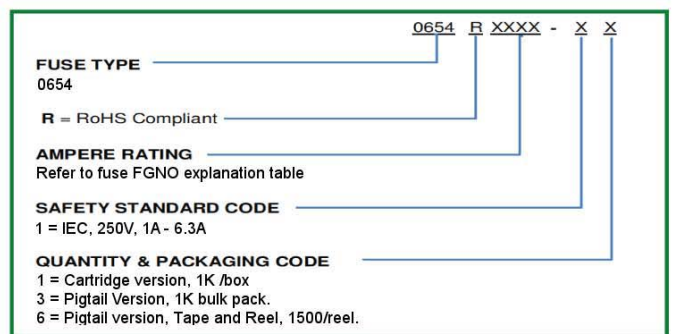 0654 R XXXX - X X
FUSE TYPE
0654
R = RoHS Compliant
AMPERE RATING
Refer to fuse FGNO explanation table
SAFETY STANDARD CODE
1 = IEC, 250V, 1A - 6.3A
QUANTITY & PACKAGING CODE
1 = Cartridge version, 1K /box
3 = Pigtail Version, 1K bulk pack.
6 = Pigtail version, Tape and Reel, 1500/reel.